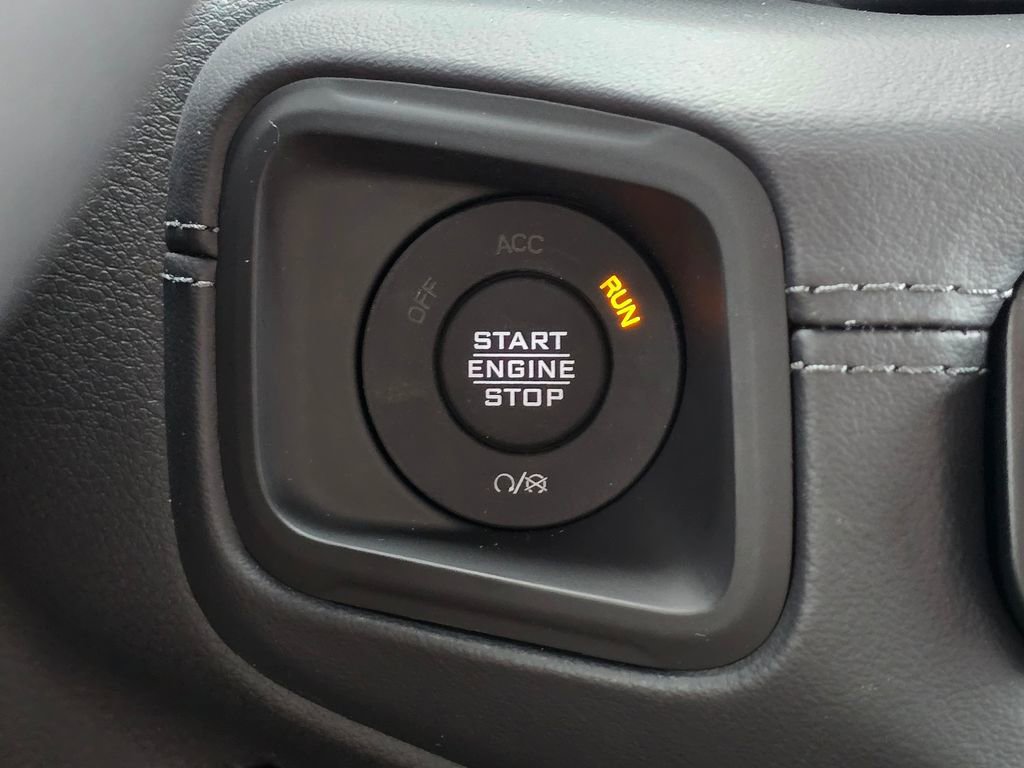 ACC
OFF
RUN
START
ENGINE
STOP